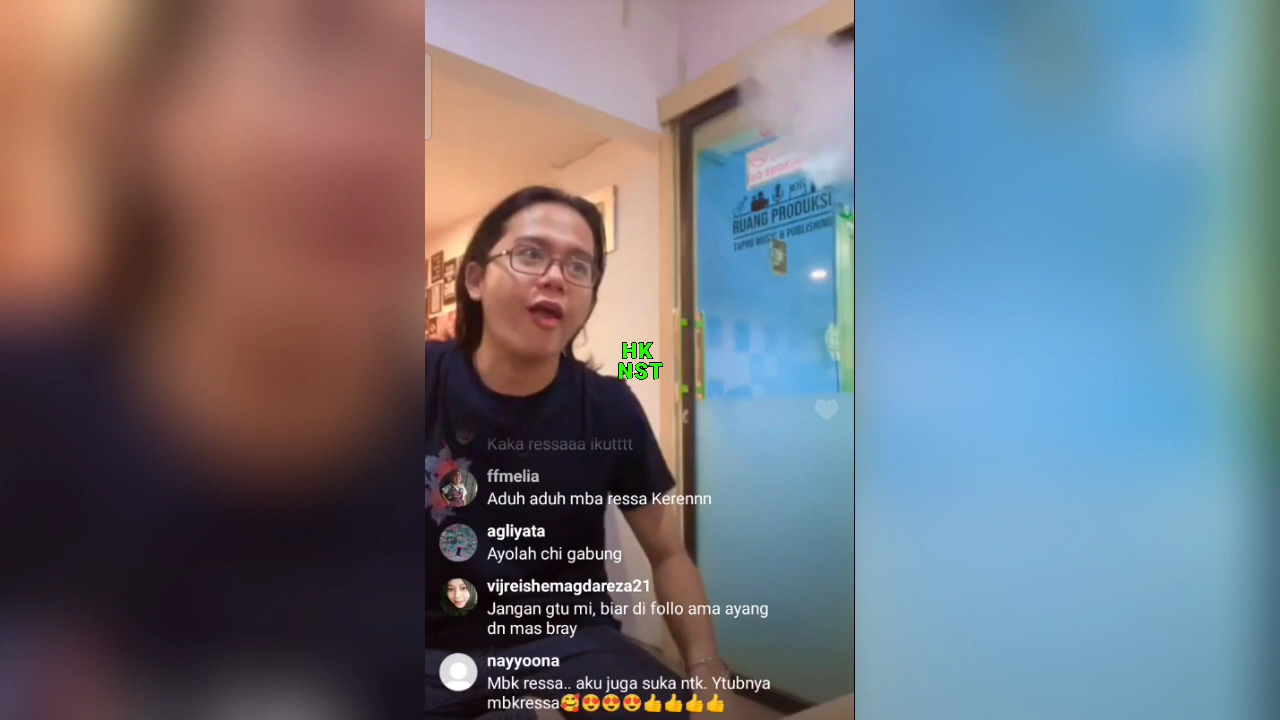 RUANG PRODUKSI
TAPRO MUSIC & PUBLISHING
HK
NST
Kaka ressaaa ikutttt
ffmelia
Aduh aduh mba ressa Kerennn
agliyata
Ayolah chi gabung
vijreishemagdareza21
Jangan gtu mi, biar di follo ama ayang
dn mas bray
nayyoona
Mbk ressa.. aku juga suka ntk. Ytubnya
mbkressa🥰😍😍😍👍👍👍👍